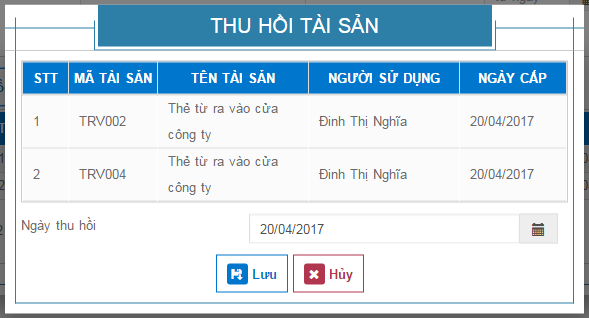 THU HỒI TÀI SẢN
STT MÃ TÀI SẢN TÊN TÀI SẢN NGƯỜI SỬ DỤNG NGÀY CẤP
1 TRV002 Thẻ từ ra vào cửa công ty Đinh Thị Nghĩa 20/04/2017
2 TRV004 Thẻ từ ra vào cửa công ty Đinh Thị Nghĩa 20/04/2017
Ngày thu hồi 20/04/2017
Lưu Hủy